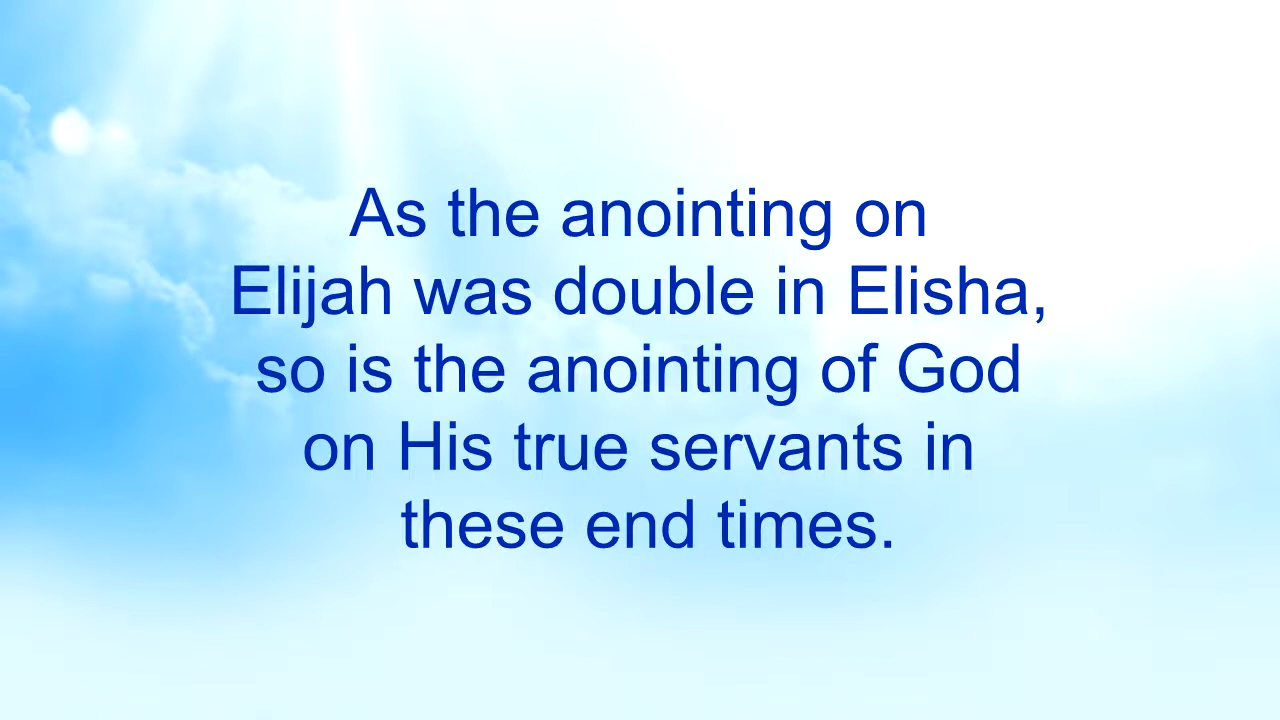 As the anointing on
Elijah was double in Elisha,
so is the anointing of God
on His true servants in
these end times.